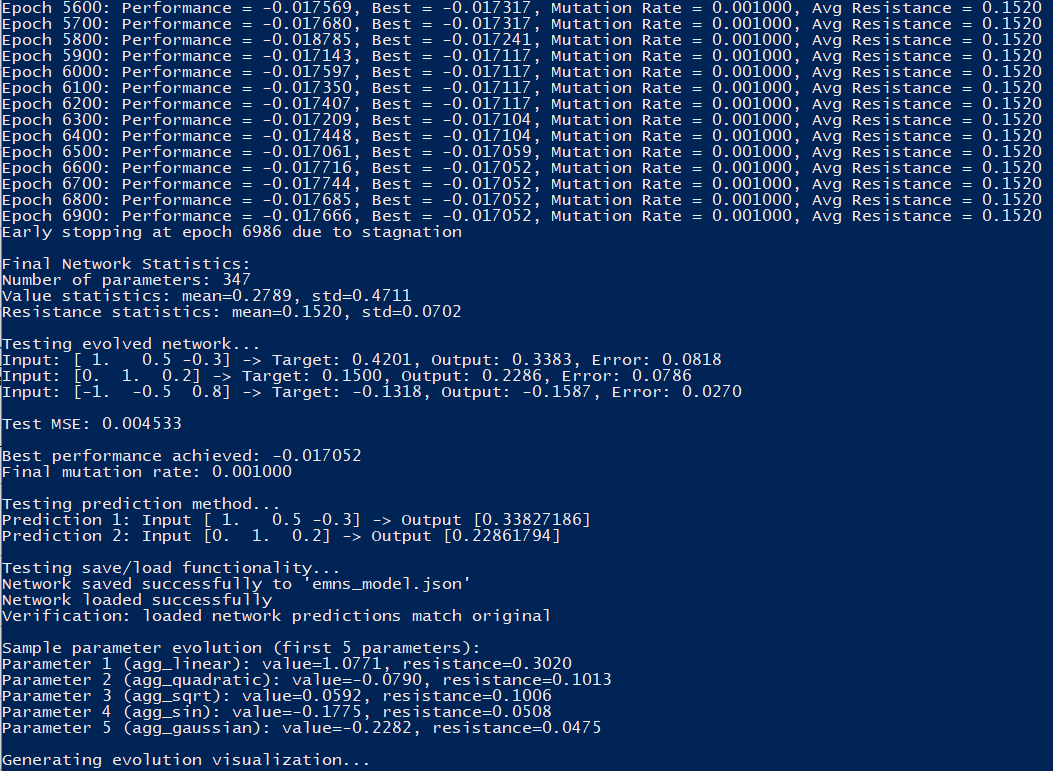 Epoch 5600: Performance = -0.017569, Best = -0.017317, Mutation Rate = 0.001000, Avg Resistance = 0.1520
Epoch 5700: Performance = -0.017680, Best = -0.017317, Mutation Rate = 0.001000, Avg Resistance = 0.1520
Epoch 5800: Performance = -0.018785, Best = -0.017241, Mutation Rate = 0.001000, Avg Resistance = 0.1520
Epoch 5900: Performance = -0.017143, Best = -0.017117, Mutation Rate = 0.001000, Avg Resistance = 0.1520
Epoch 6000: Performance = -0.017597, Best = -0.017117, Mutation Rate = 0.001000, Avg Resistance = 0.1520
Epoch 6100: Performance = -0.017350, Best = -0.017117, Mutation Rate = 0.001000, Avg Resistance = 0.1520
Epoch 6200: Performance = -0.017407, Best = -0.017117, Mutation Rate = 0.001000, Avg Resistance = 0.1520
Epoch 6300: Performance = -0.017209, Best = -0.017104, Mutation Rate = 0.001000, Avg Resistance = 0.1520
Epoch 6400: Performance = -0.017448, Best = -0.017104, Mutation Rate = 0.001000, Avg Resistance = 0.1520
Epoch 6500: Performance = -0.017061, Best = -0.017059, Mutation Rate = 0.001000, Avg Resistance = 0.1520
Epoch 6600: Performance = -0.017716, Best = -0.017052, Mutation Rate = 0.001000, Avg Resistance = 0.1520
Epoch 6700: Performance = -0.017744, Best = -0.017052, Mutation Rate = 0.001000, Avg Resistance = 0.1520
Epoch 6800: Performance = -0.017685, Best = -0.017052, Mutation Rate = 0.001000, Avg Resistance = 0.1520
Epoch 6900: Performance = -0.017666, Best = -0.017052, Mutation Rate = 0.001000, Avg Resistance = 0.1520
Early stopping at epoch 6986 due to stagnation
Final Network Statistics:
Number of parameters: 347
Value statistics: mean=0.2789, std=0.4711
Resistance statistics: mean=0.1520, std=0.0702
Testing evolved network...
Input: [ 1.   0.5 -0.3] -> Target: 0.4201, Output: 0.3383, Error: 0.0818
Input: [0.  1.  0.2] -> Target: 0.1500, Output: 0.2286, Error: 0.0786
Input: [-1.  -0.5  0.8] -> Target: -0.1318, Output: -0.1587, Error: 0.0270
Test MSE: 0.004533
Best performance achieved: -0.017052
Final mutation rate: 0.001000
Testing prediction method...
Prediction 1: Input [ 1.   0.5 -0.3] -> Output [0.33827186]
Prediction 2: Input [0.  1.  0.2] -> Output [0.22861794]
Testing save/load functionality...
Network saved successfully to 'emns_model.json'
Network loaded successfully
Verification: loaded network predictions match original
Sample parameter evolution (first 5 parameters):
Parameter 1 (agg_linear): value=1.0771, resistance=0.3020
Parameter 2 (agg_quadratic): value=-0.0790, resistance=0.1013
Parameter 3 (agg_sqrt): value=0.0592, resistance=0.1006
Parameter 4 (agg_sin): value=-0.1775, resistance=0.0508
Parameter 5 (agg_gaussian): value=-0.2282, resistance=0.0475
Generating evolution visualization...